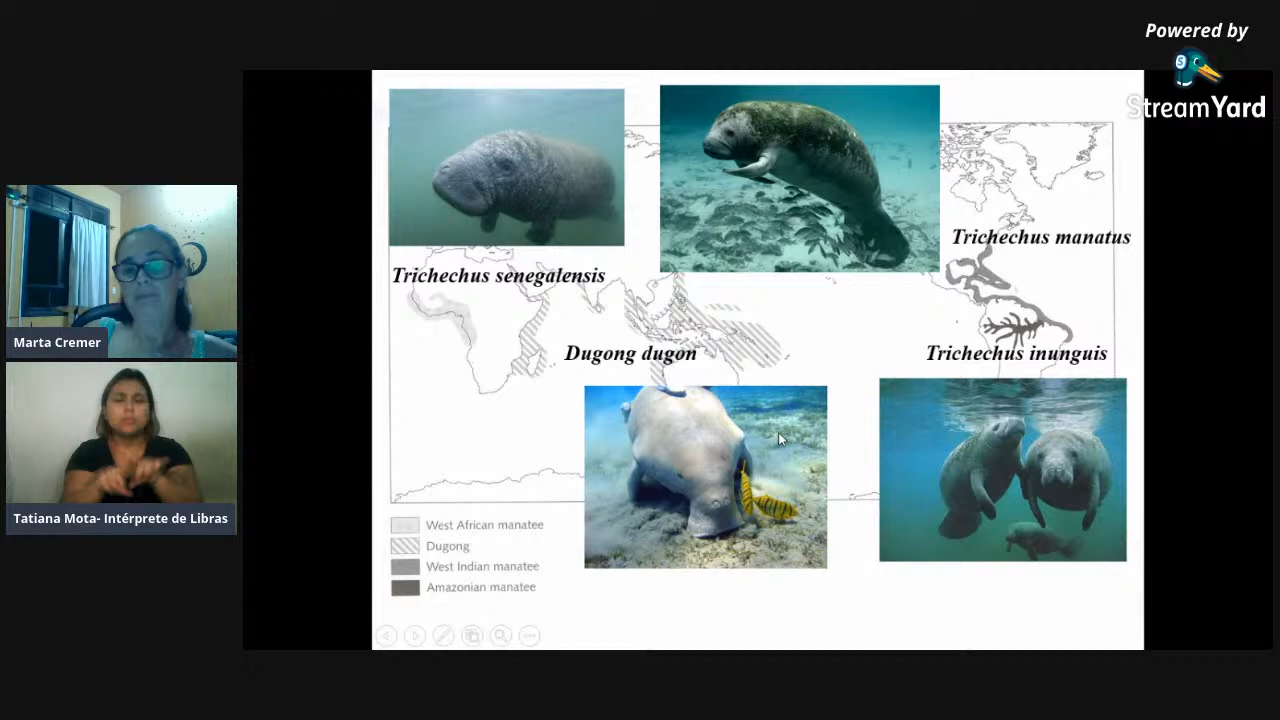 Powered by
StreamYard
Trichechus manatus
Trichechus senegalensis
Dugong dugon
Trichechus inunguis
Marta Cremer
Tatiana Mota- Intérprete de Libras
West African manatee
Dugong
West Indian manatee
Amazonian manatee